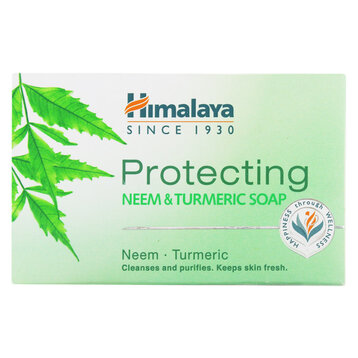 Himalaya
SINCE 1930
Protecting
NEEM & TURMERIC SOAP
HAPPINESS through WELLNESS
Neem · Turmeric
Cleanses and purifies. Keeps skin fresh.